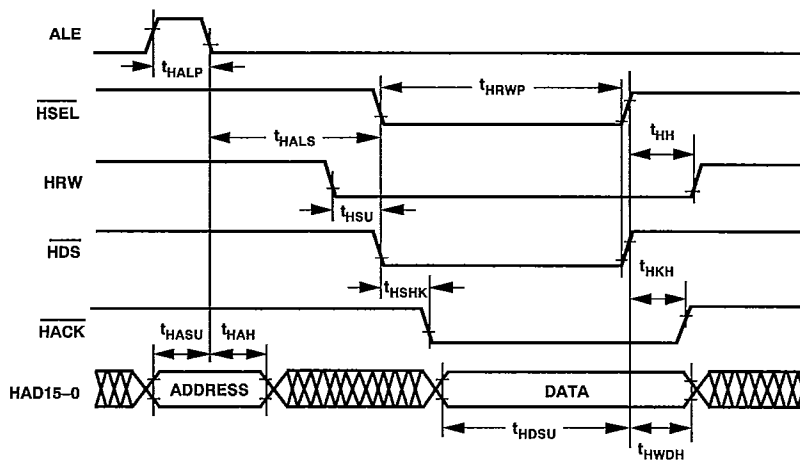 ALE
tHALP
HSEL
tHRWP
tHALS
tHH
HRW
tHSU
HDS
tHSHK
tHKH
HACK
tHASU tHAH
HAD15–0 ADDRESS DATA
tHDSU
tHWDH